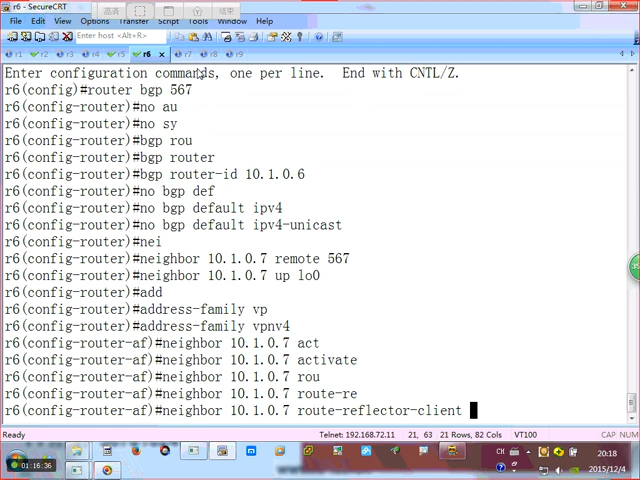 r6 - SecureCRT
File Edit View Options Transfer Script Tools Window Help
Enter host <Alt+R>
r1 r2 r3 r4 r5 r6 r7 r8 r9
Enter configuration commands, one per line. End with CNTL/Z.
r6(config)#router bgp 567
r6(config-router)#no au
r6(config-router)#no sy
r6(config-router)#bgp rou
r6(config-router)#bgp router
r6(config-router)#bgp router-id 10.1.0.6
r6(config-router)#no bgp def
r6(config-router)#no bgp default ipv4
r6(config-router)#no bgp default ipv4-unicast
r6(config-router)#nei
r6(config-router)#neighbor 10.1.0.7 remote 567
r6(config-router)#neighbor 10.1.0.7 up lo0
r6(config-router)#add
r6(config-router)#address-family vp
r6(config-router)#address-family vpnv4
r6(config-router-af)#neighbor 10.1.0.7 act
r6(config-router-af)#neighbor 10.1.0.7 activate
r6(config-router-af)#neighbor 10.1.0.7 rou
r6(config-router-af)#neighbor 10.1.0.7 route-re
r6(config-router-af)#neighbor 10.1.0.7 route-reflector-client
Ready Telnet: 192.168.72.11 21, 63 21 Rows, 82 Cols VT100 CAP NUM
01:16:36
CH
20:18
2015/12/4